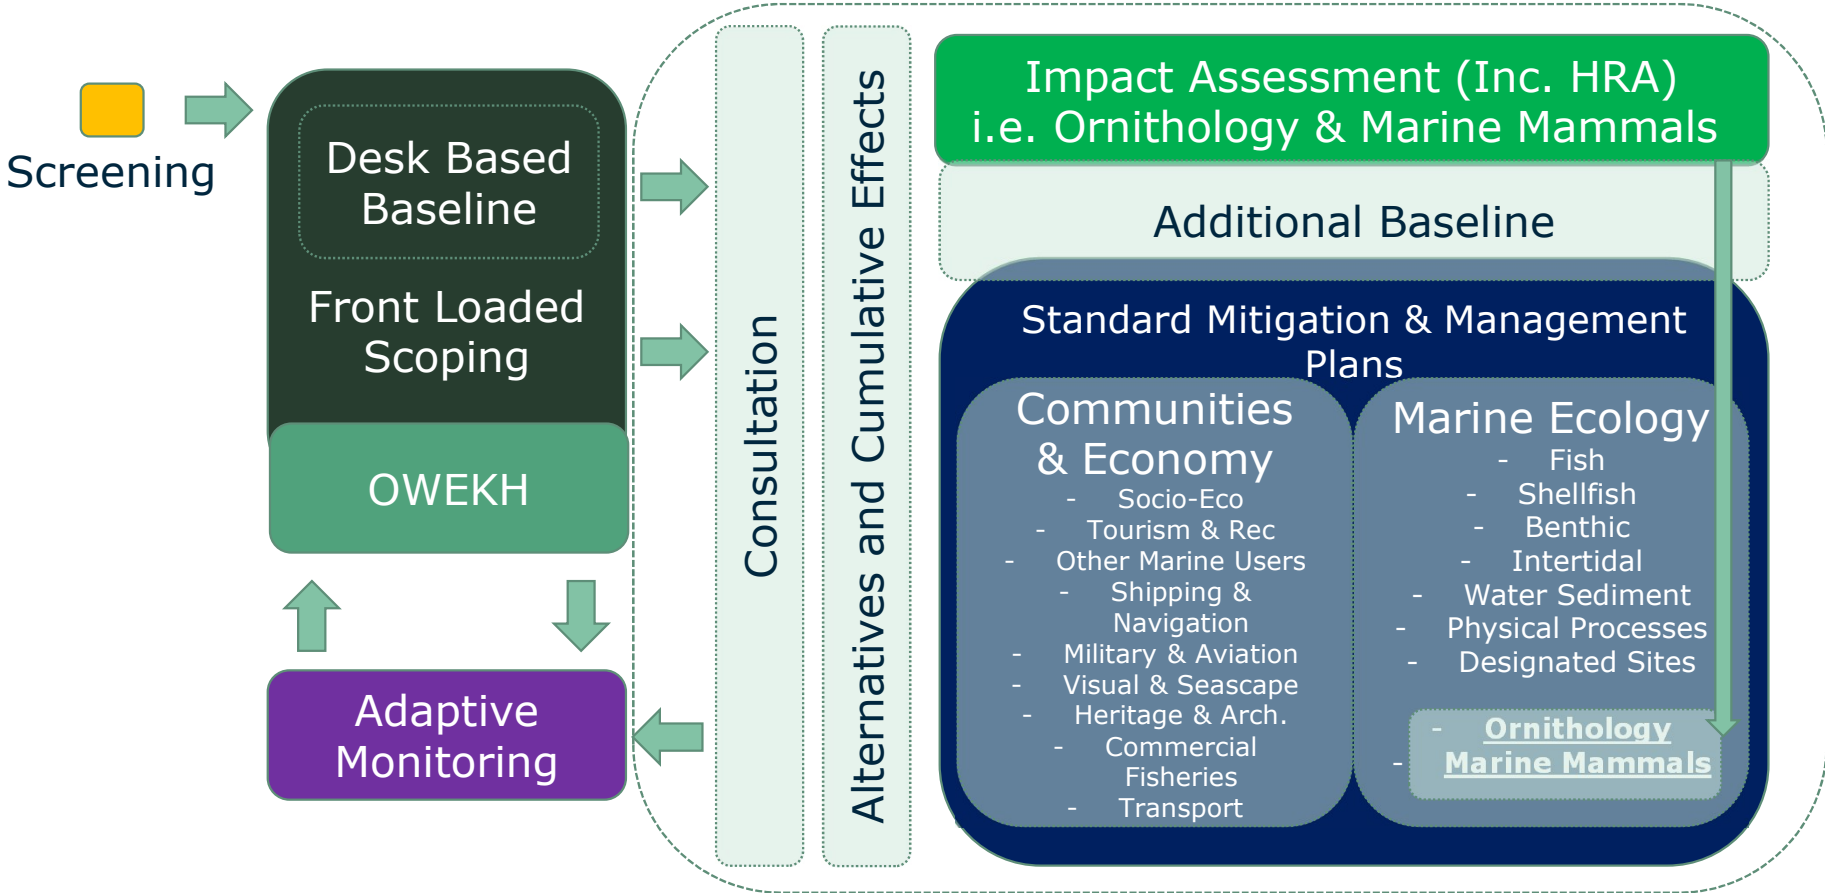 Screening
Desk Based
Baseline
Front Loaded
Scoping
OWEKH
Adaptive
Monitoring
Consultation
Alternatives and Cumulative Effects
Impact Assessment (Inc. HRA)
i.e. Ornithology & Marine Mammals
Additional Baseline
Standard Mitigation & Management
Plans
Communities
& Economy
- Socio-Eco
- Tourism & Rec
- Other Marine Users
- Shipping &
Navigation
- Military & Aviation
- Visual & Seascape
- Heritage & Arch.
- Commercial
Fisheries
- Transport
Marine Ecology
- Fish
- Shellfish
- Benthic
- Intertidal
- Water Sediment
- Physical Processes
- Designated Sites
- Ornithology
- Marine Mammals